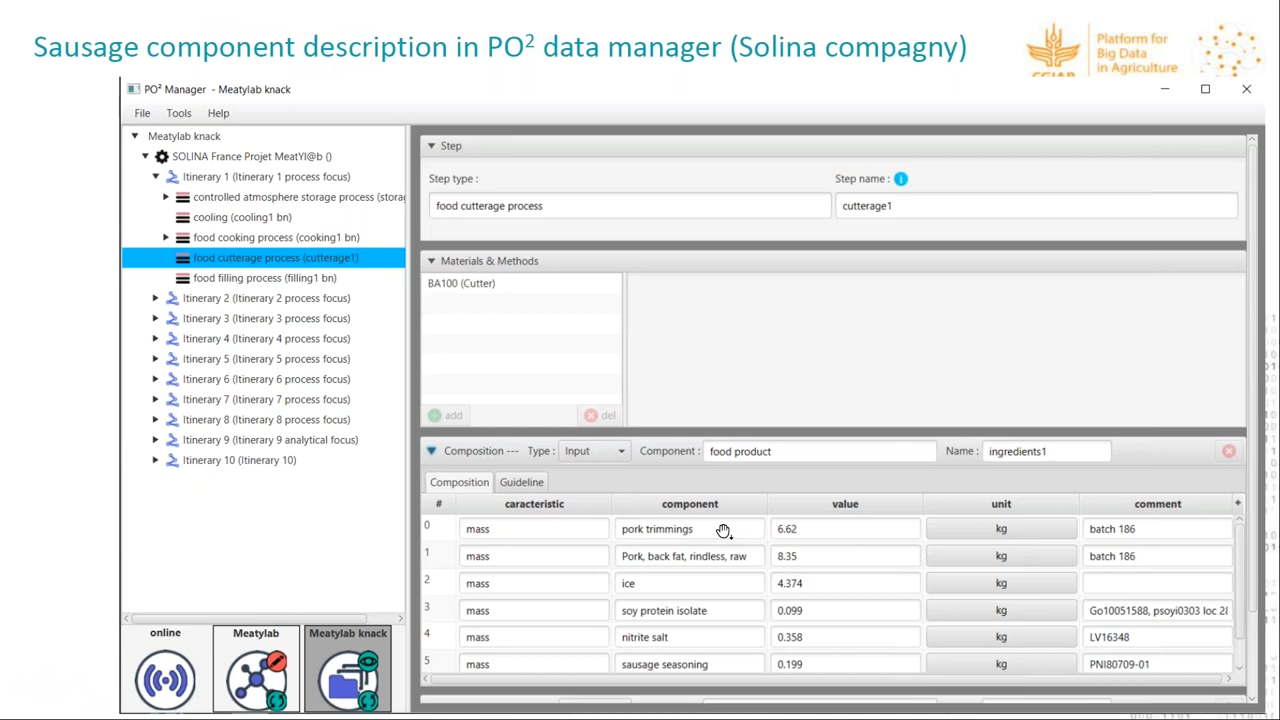 Sausage component description in PO² data manager (Solina compagny)
Platform for
Big Data
in Agriculture
PO² Manager - Meatylab knack
File Tools Help
Meatylab knack
SOLINA France Projet MeatYl@b ()
Itinerary 1 (Itinerary 1 process focus)
controlled atmosphere storage process (storag
cooling (cooling1 bn)
food cooking process (cooking1 bn)
food cutterage process (cutterage1)
food filling process (filling1 bn)
Itinerary 2 (Itinerary 2 process focus)
Itinerary 3 (Itinerary 3 process focus)
Itinerary 4 (Itinerary 4 process focus)
Itinerary 5 (Itinerary 5 process focus)
Itinerary 6 (Itinerary 6 process focus)
Itinerary 7 (Itinerary 7 process focus)
Itinerary 8 (Itinerary 8 process focus)
Itinerary 9 (Itinerary 9 analytical focus)
Itinerary 10 (Itinerary 10)
online Meatylab Meatylab knack
Step
Step type : Step name :
food cutterage process cutterage1
Materials & Methods
BA100 (Cutter)
add del
Composition --- Type : Input Component : food product Name : ingredients1
Composition Guideline
# caracteristic component value unit comment +
0 mass pork trimmings 6.62 kg batch 186
1 mass Pork, back fat, rindless, raw 8.35 kg batch 186
2 mass ice 4.374 kg
3 mass soy protein isolate 0.099 kg Go10051588, psoyi0303 loc 28
4 mass nitrite salt 0.358 kg LV16348
5 mass sausage seasoning 0.199 kg PNI80709-01